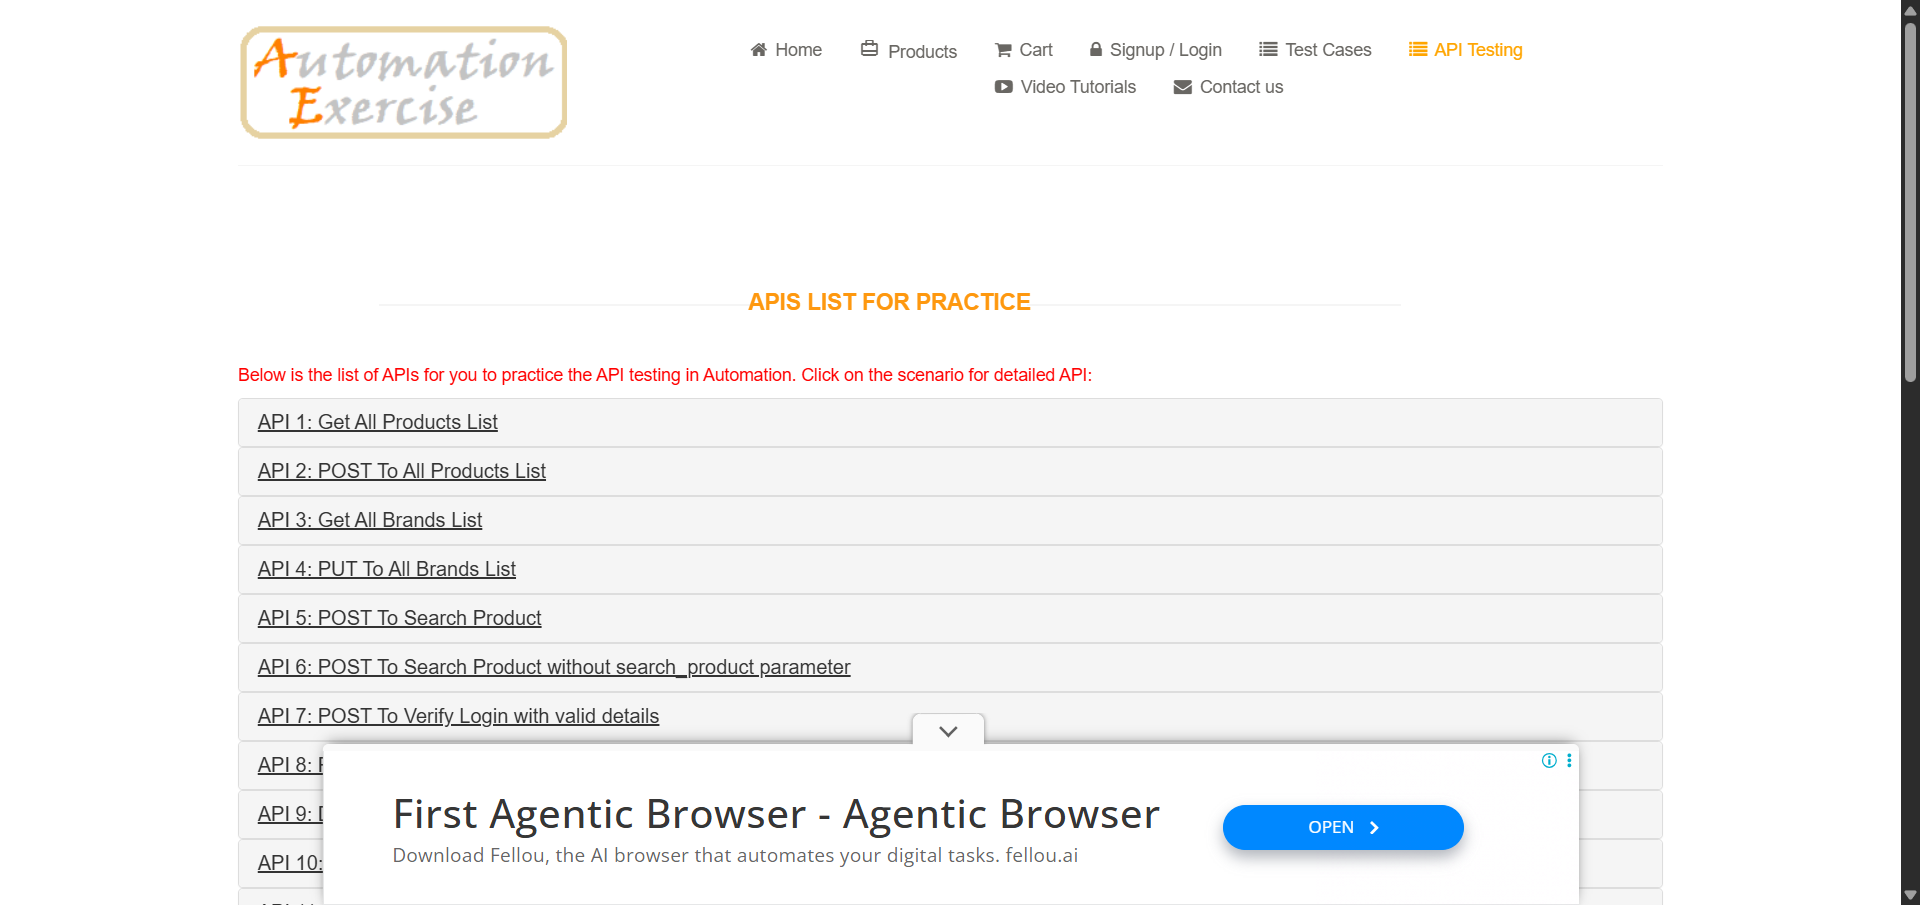 Automation
Exercise
Home
Products
Cart
Signup / Login
Test Cases
API Testing
Video Tutorials
Contact us
APIS LIST FOR PRACTICE
Below is the list of APIs for you to practice the API testing in Automation. Click on the scenario for detailed API:
API 1: Get All Products List
API 2: POST To All Products List
API 3: Get All Brands List
API 4: PUT To All Brands List
API 5: POST To Search Product
API 6: POST To Search Product without search_product parameter
API 7: POST To Verify Login with valid details
API 8:
API 9:
API 10:
First Agentic Browser - Agentic Browser
Download Fellou, the AI browser that automates your digital tasks. fellou.ai
OPEN